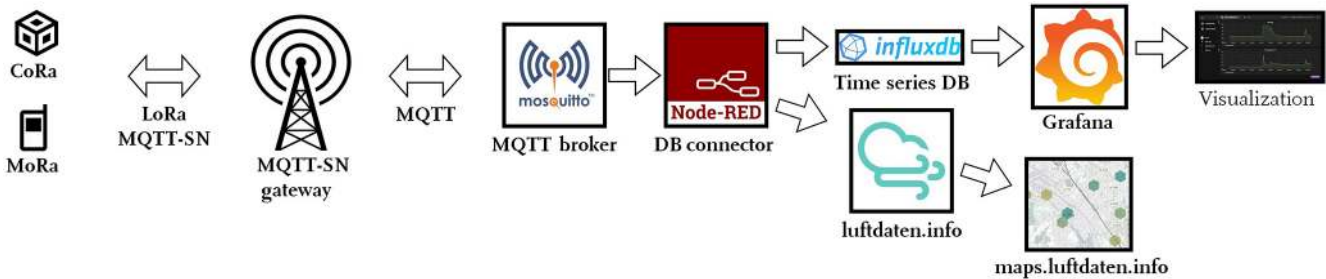 CoRa
MoRa
LoRa
MQTT-SN
MQTT-SN
gateway
MQTT
mosquitto™
MQTT broker
Node-RED
DB connector
influxdb
Time series DB
luftdaten.info
Grafana
maps.luftdaten.info
Visualization